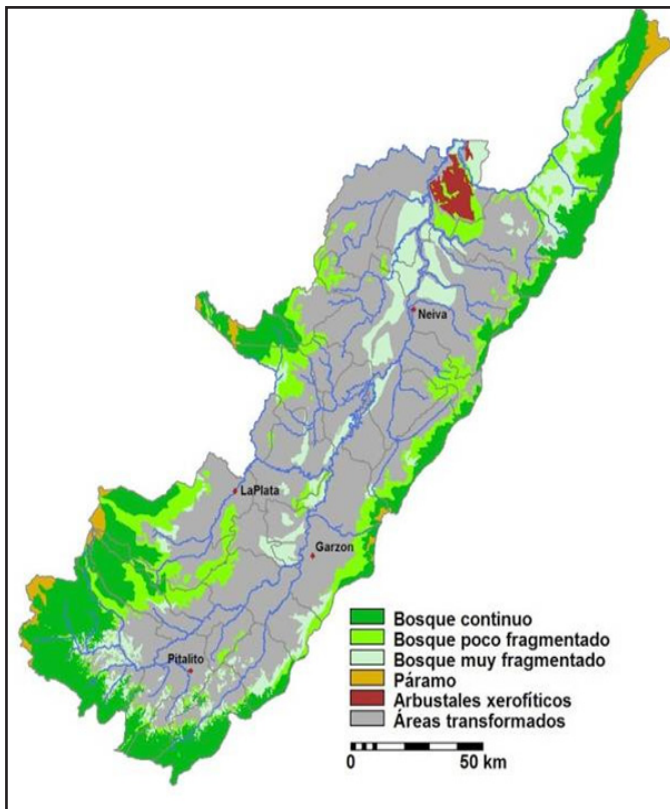 Neiva
LaPlata
Garzon
Pitalito
Bosque continuo
Bosque poco fragmentado
Bosque muy fragmentado
Páramo
Arbustales xerofíticos
Áreas transformados
0 50 km